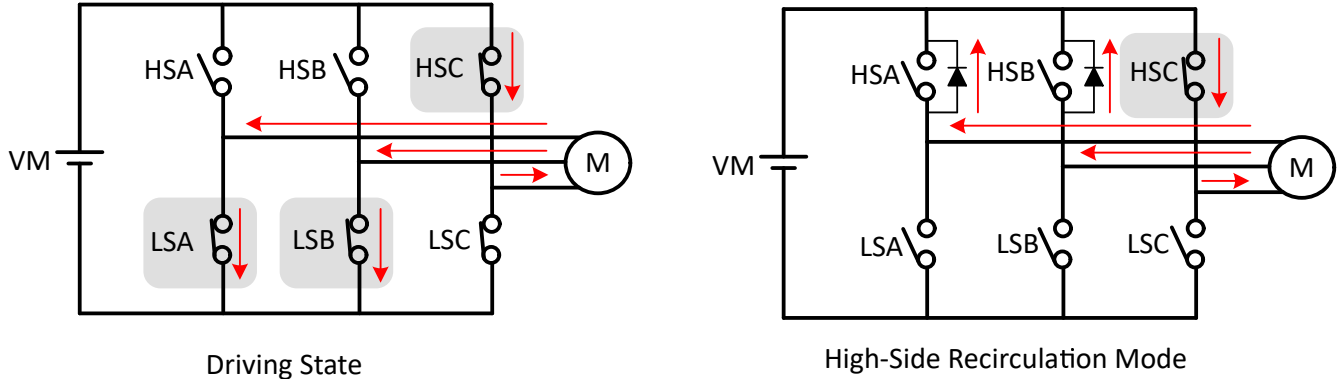 HSA
HSB
HSC
VM
M
LSA
LSB
LSC
Driving State
HSA
HSB
HSC
VM
M
LSA
LSB
LSC
High-Side Recirculation Mode